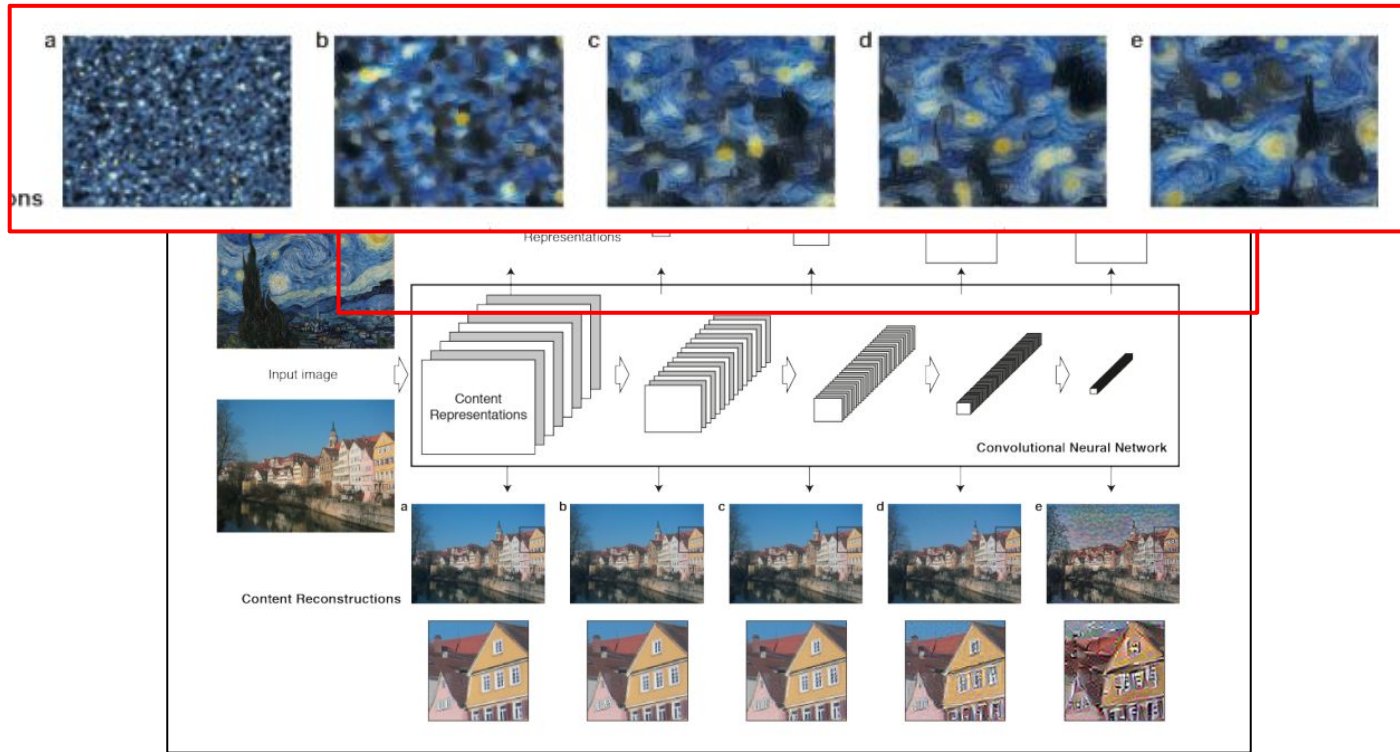 a b c d e
ons
Representations
Input image
Content
Representations
Convolutional Neural Network
a b c d e
Content Reconstructions